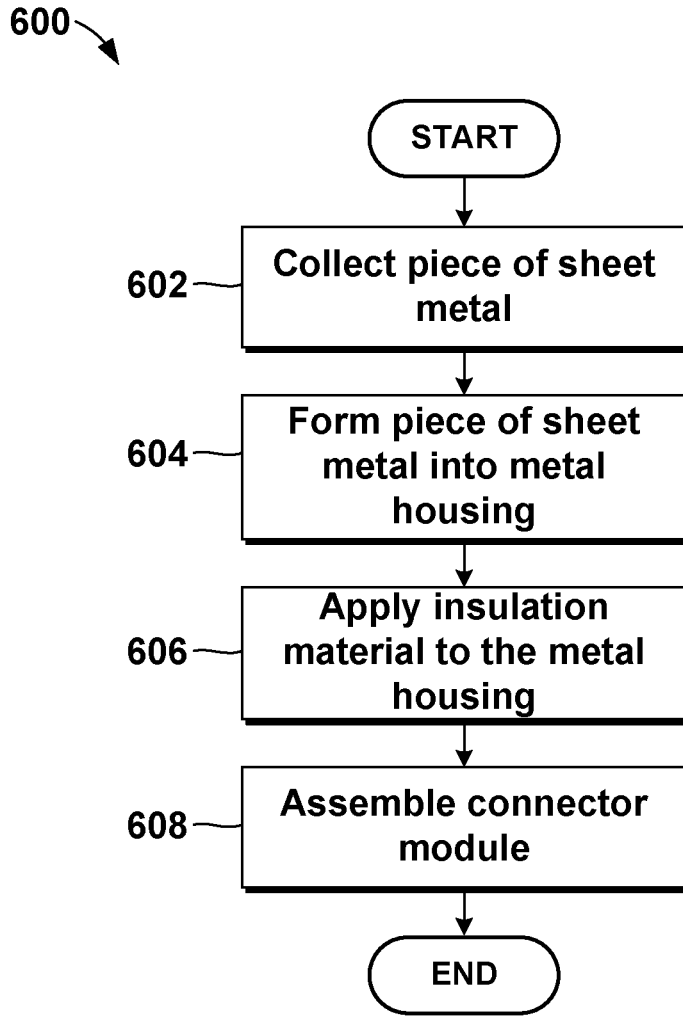 600
START
602
Collect piece of sheet
metal
604
Form piece of sheet
metal into metal
housing
606
Apply insulation
material to the metal
housing
608
Assemble connector
module
END